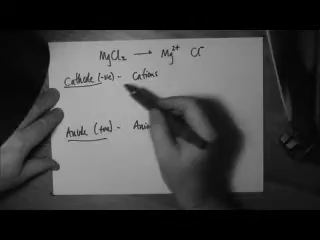 MgCl₂ → Mg²⁺ Cl⁻
Cathode (-ve) - Cations
Anode (+ve) - Anio